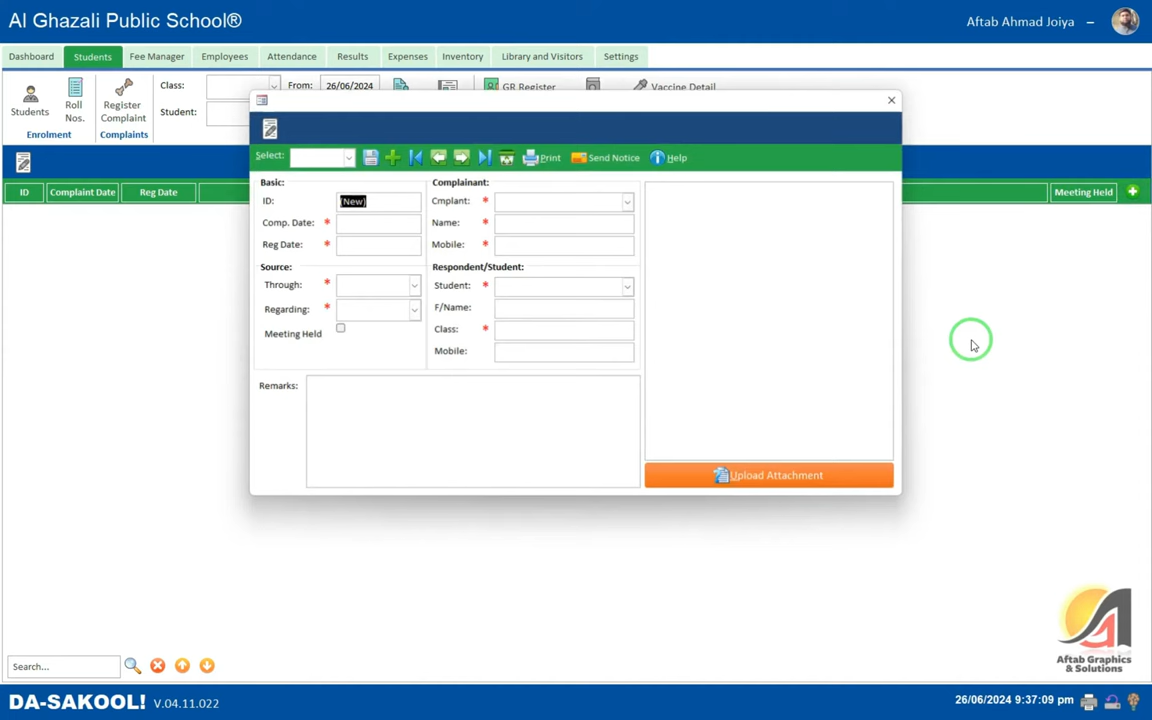 Al Ghazali Public School®
Aftab Ahmad Joiya –
Dashboard Students Fee Manager Employees Attendance Results Expenses Inventory Library and Visitors Settings
Students
Enrolment
Roll Nos.
Register Complaint
Complaints
Class:
Student:
From: 26/06/2024
GR Register
Vaccine Detail
Select:
Print
Send Notice
Help
ID Complaint Date Reg Date Meeting Held
Basic:
ID: (New)
Comp. Date: *
Reg Date: *
Source:
Through: *
Regarding: *
Meeting Held
Complainant:
Cmplant: *
Name: *
Mobile: *
Respondent/Student:
Student: *
F/Name:
Class: *
Mobile:
Remarks:
Upload Attachment
Search...
Aftab Graphics
& Solutions
DA-SAKOOL! V.04.11.022
26/06/2024 9:37:09 pm